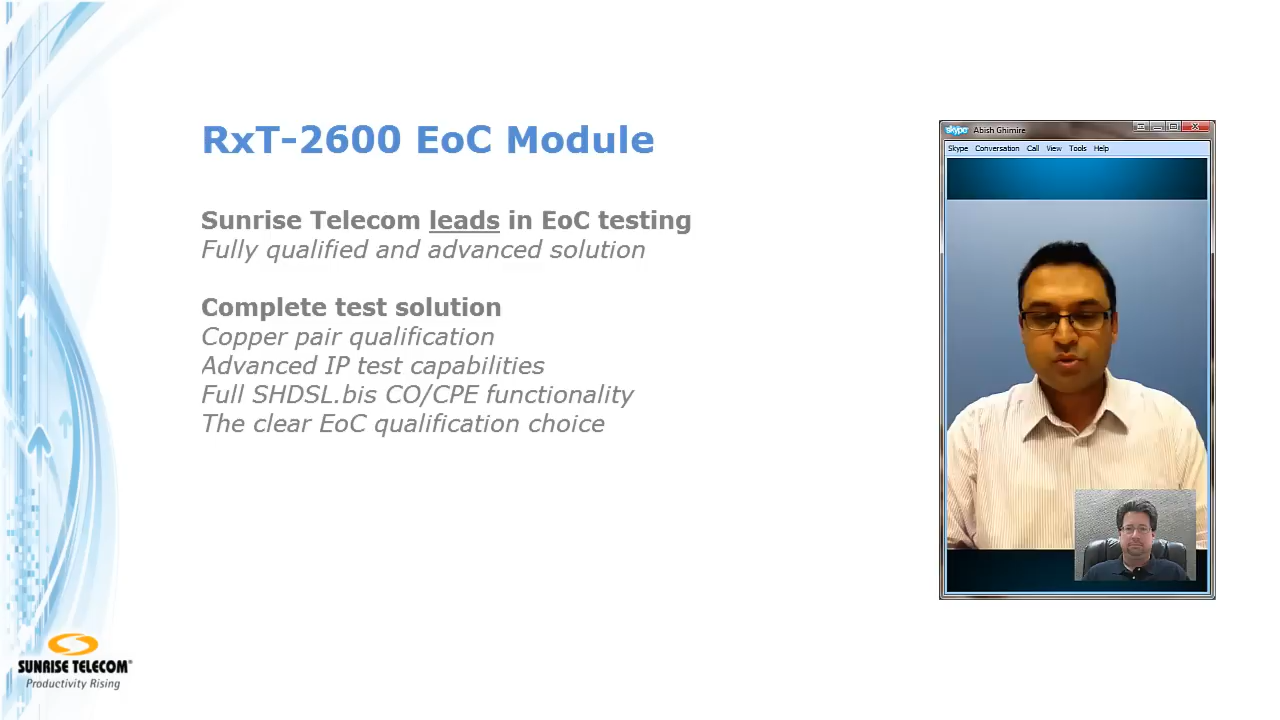 RxT-2600 EoC Module
Sunrise Telecom leads in EoC testing
Fully qualified and advanced solution
Complete test solution
Copper pair qualification
Advanced IP test capabilities
Full SHDSL.bis CO/CPE functionality
The clear EoC qualification choice
skype Abish Ghimire
Skype Conversation Call View Tools Help
SUNRISE TELECOM®
Productivity Rising